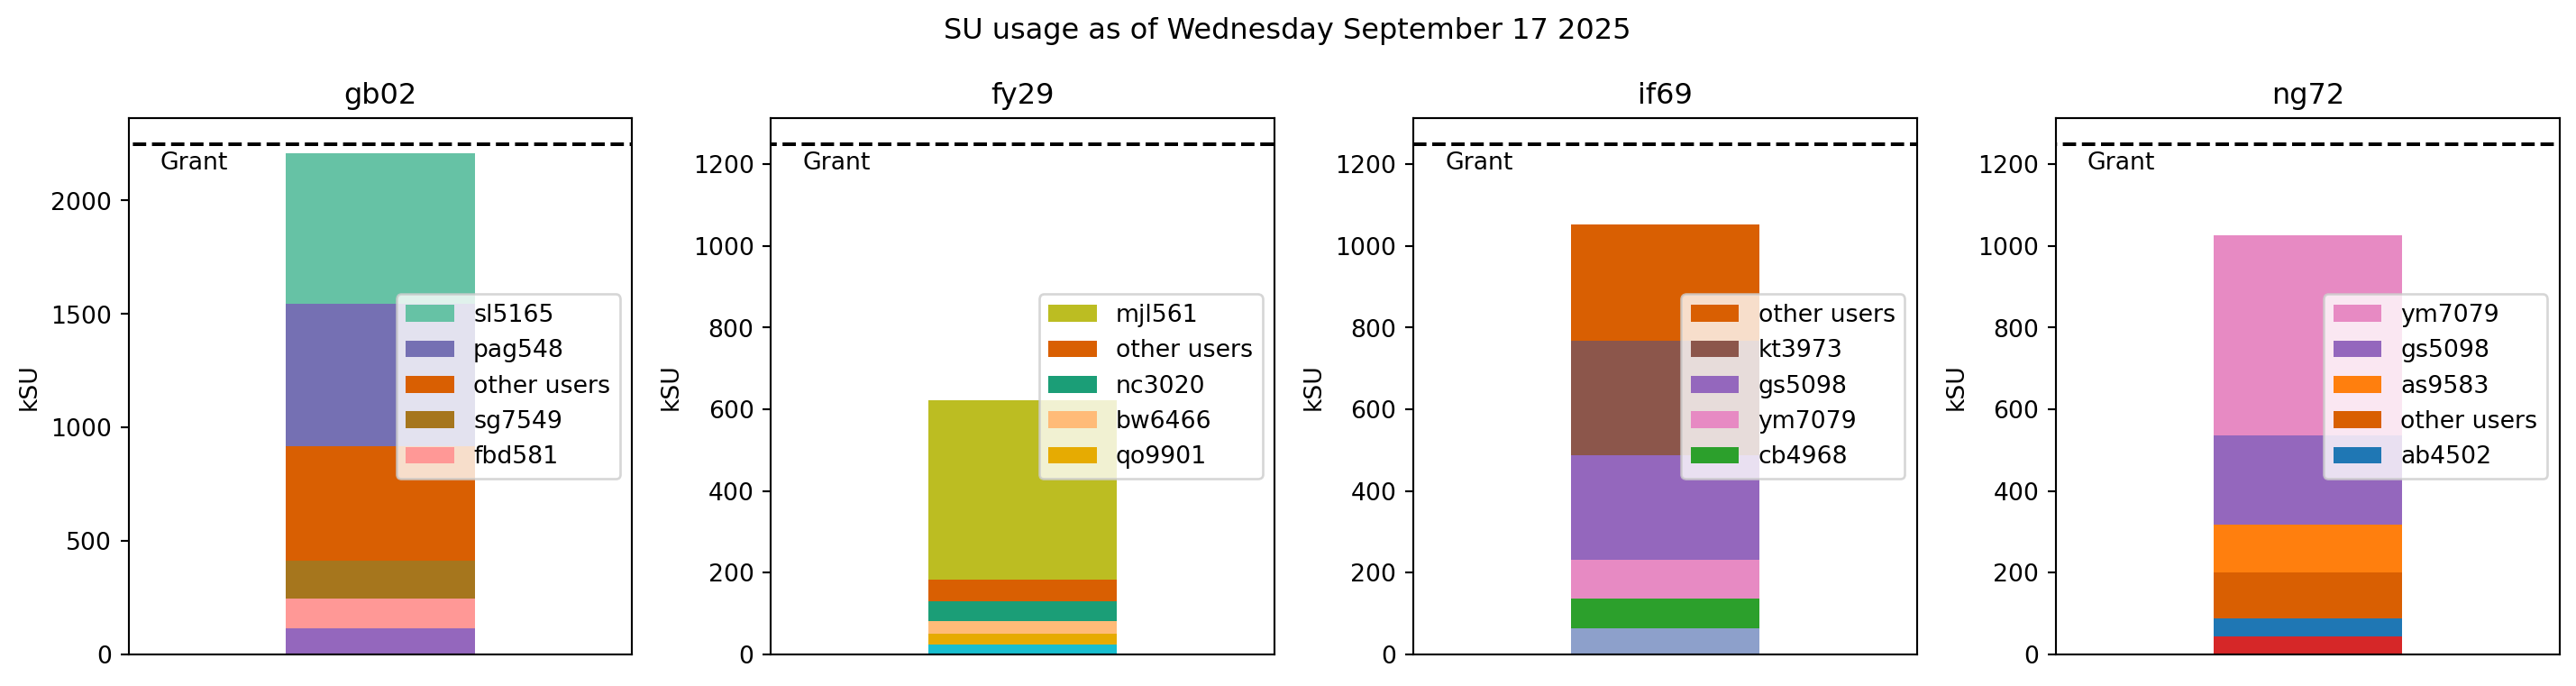 SU usage as of Wednesday September 17 2025
gb02
kSU
2000
1500
1000
500
0
Grant
sl5165
pag548
other users
sg7549
fbd581
fy29
kSU
1200
1000
800
600
400
200
0
Grant
mjl561
other users
nc3020
bw6466
qo9901
if69
kSU
1200
1000
800
600
400
200
0
Grant
other users
kt3973
gs5098
ym7079
cb4968
ng72
kSU
1200
1000
800
600
400
200
0
Grant
ym7079
gs5098
as9583
other users
ab4502